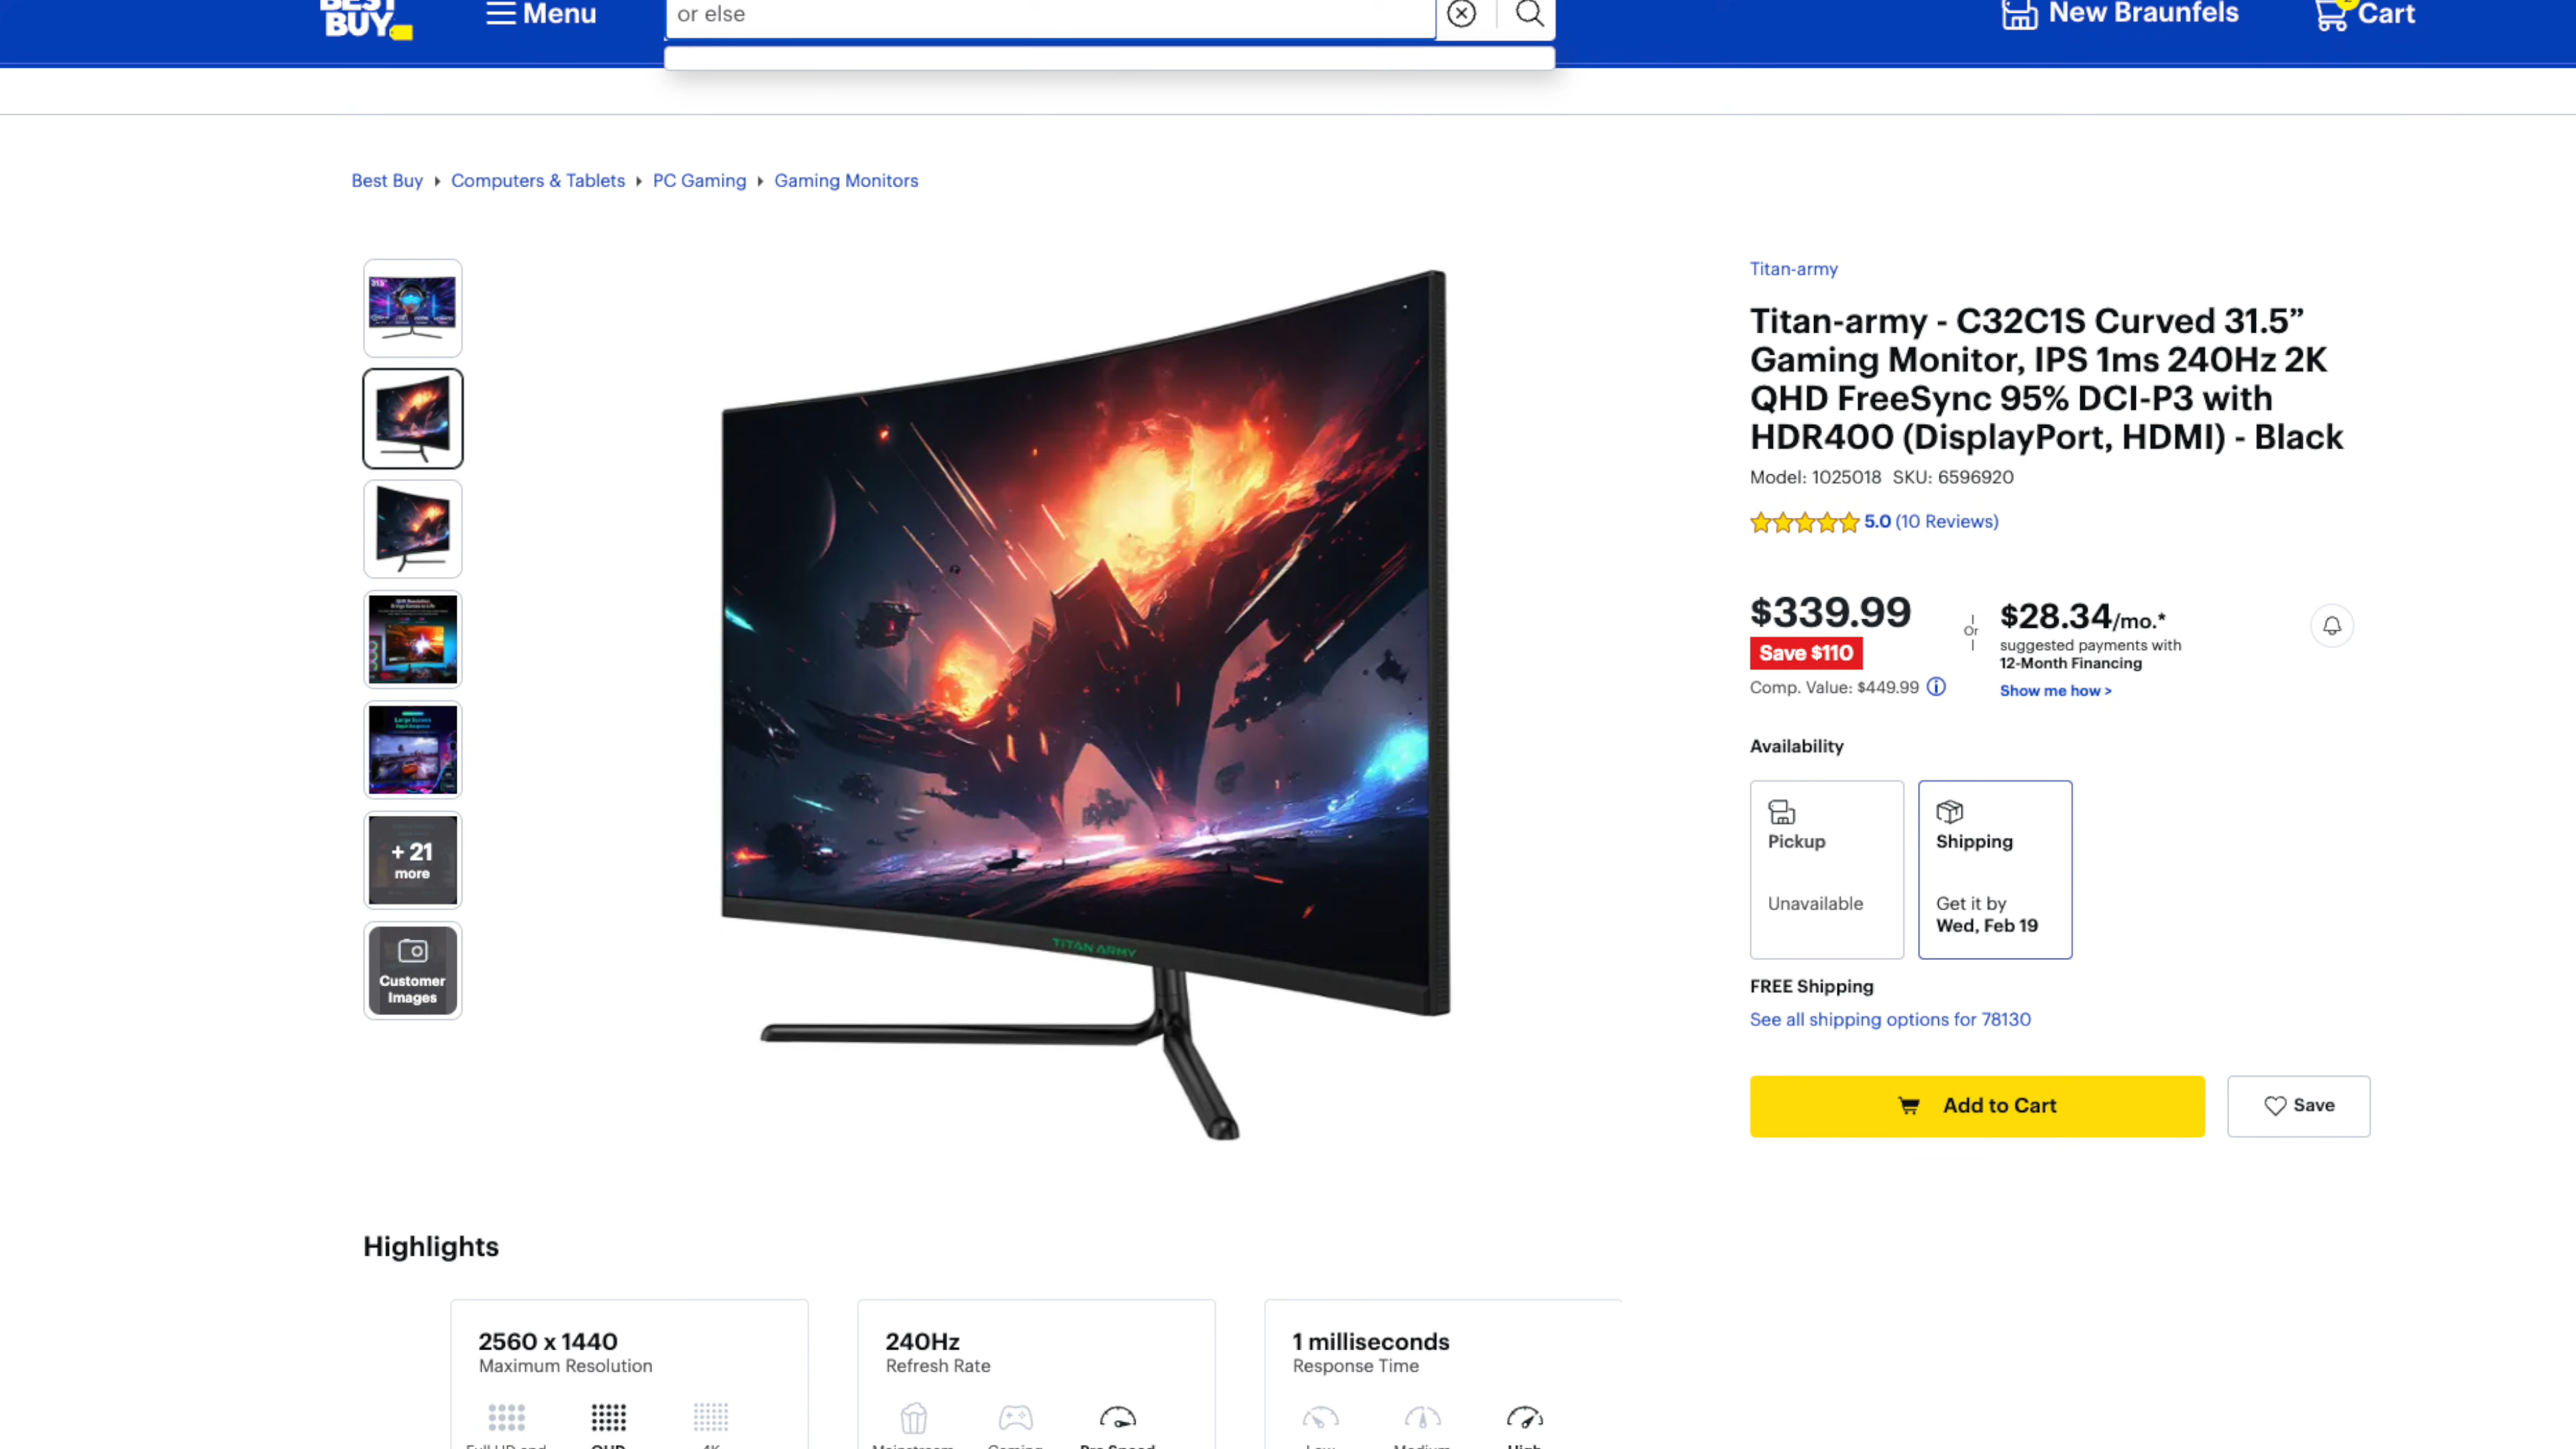 BEST
BUY
Menu
or else
New Braunfels
Cart
Best Buy
Computers & Tablets
PC Gaming
Gaming Monitors
Titan-army
Titan-army - C32C1S Curved 31.5”
Gaming Monitor, IPS 1ms 240Hz 2K
QHD FreeSync 95% DCI-P3 with
HDR400 (DisplayPort, HDMI) - Black
Model: 1025018 SKU: 6596920
5.0 (10 Reviews)
$339.99
Save $110
Comp. Value: $449.99
or
$28.34/mo.*
suggested payments with
12-Month Financing
Show me how >
Availability
Pickup
Unavailable
Shipping
Get it by
Wed, Feb 19
FREE Shipping
See all shipping options for 78130
Add to Cart
Save
+ 21
more
Customer
Images
TITAN ARMY
Highlights
2560 x 1440
Maximum Resolution
240Hz
Refresh Rate
1 milliseconds
Response Time